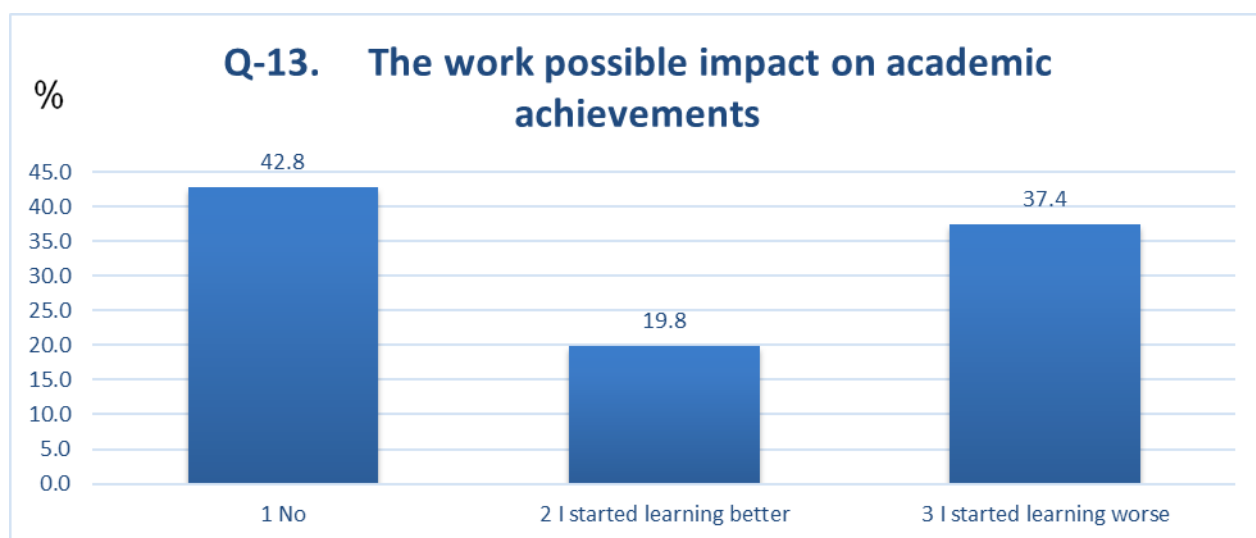 Q-13. The work possible impact on academic
achievements
%
45.0
40.0
35.0
30.0
25.0
20.0
15.0
10.0
5.0
0.0
42.8
19.8
37.4
1 No
2 I started learning better
3 I started learning worse